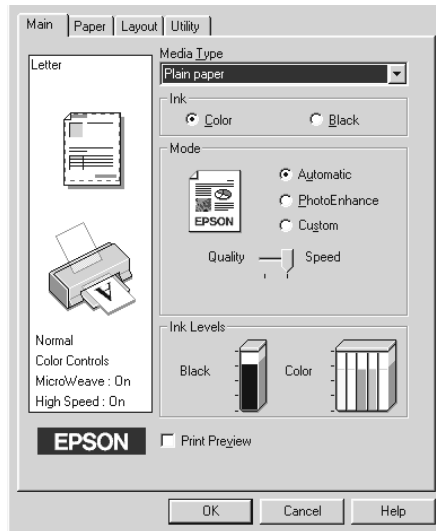 Main Paper Layout Utility
Letter
Media Type
Plain paper
Ink
Color Black
Mode
EPSON
Automatic
PhotoEnhance
Custom
Quality Speed
A
Normal
Color Controls
MicroWeave : On
High Speed : On
Ink Levels
Black Color
EPSON
Print Preview
OK Cancel Help